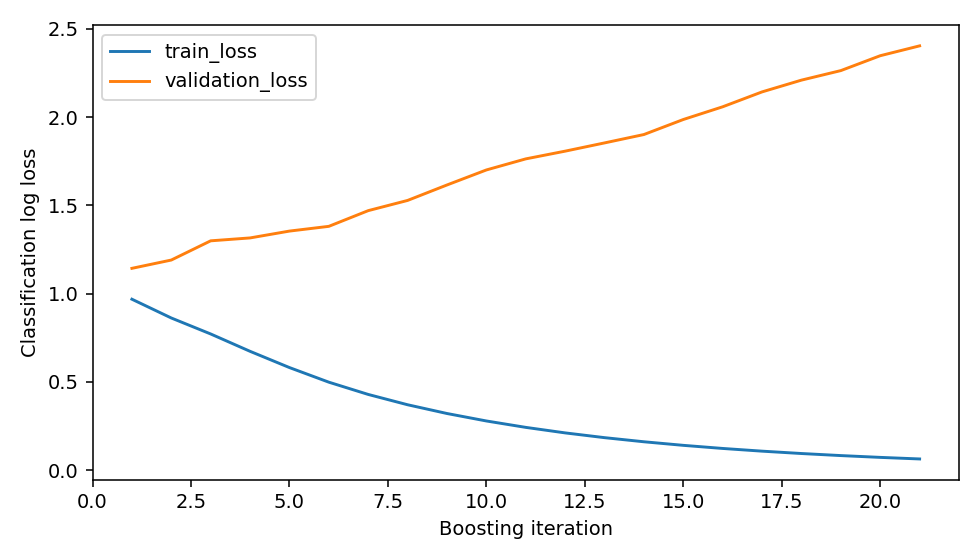 train_loss
validation_loss
2.5
2.0
1.5
1.0
0.5
0.0
Classification log loss
0.0 2.5 5.0 7.5 10.0 12.5 15.0 17.5 20.0
Boosting iteration